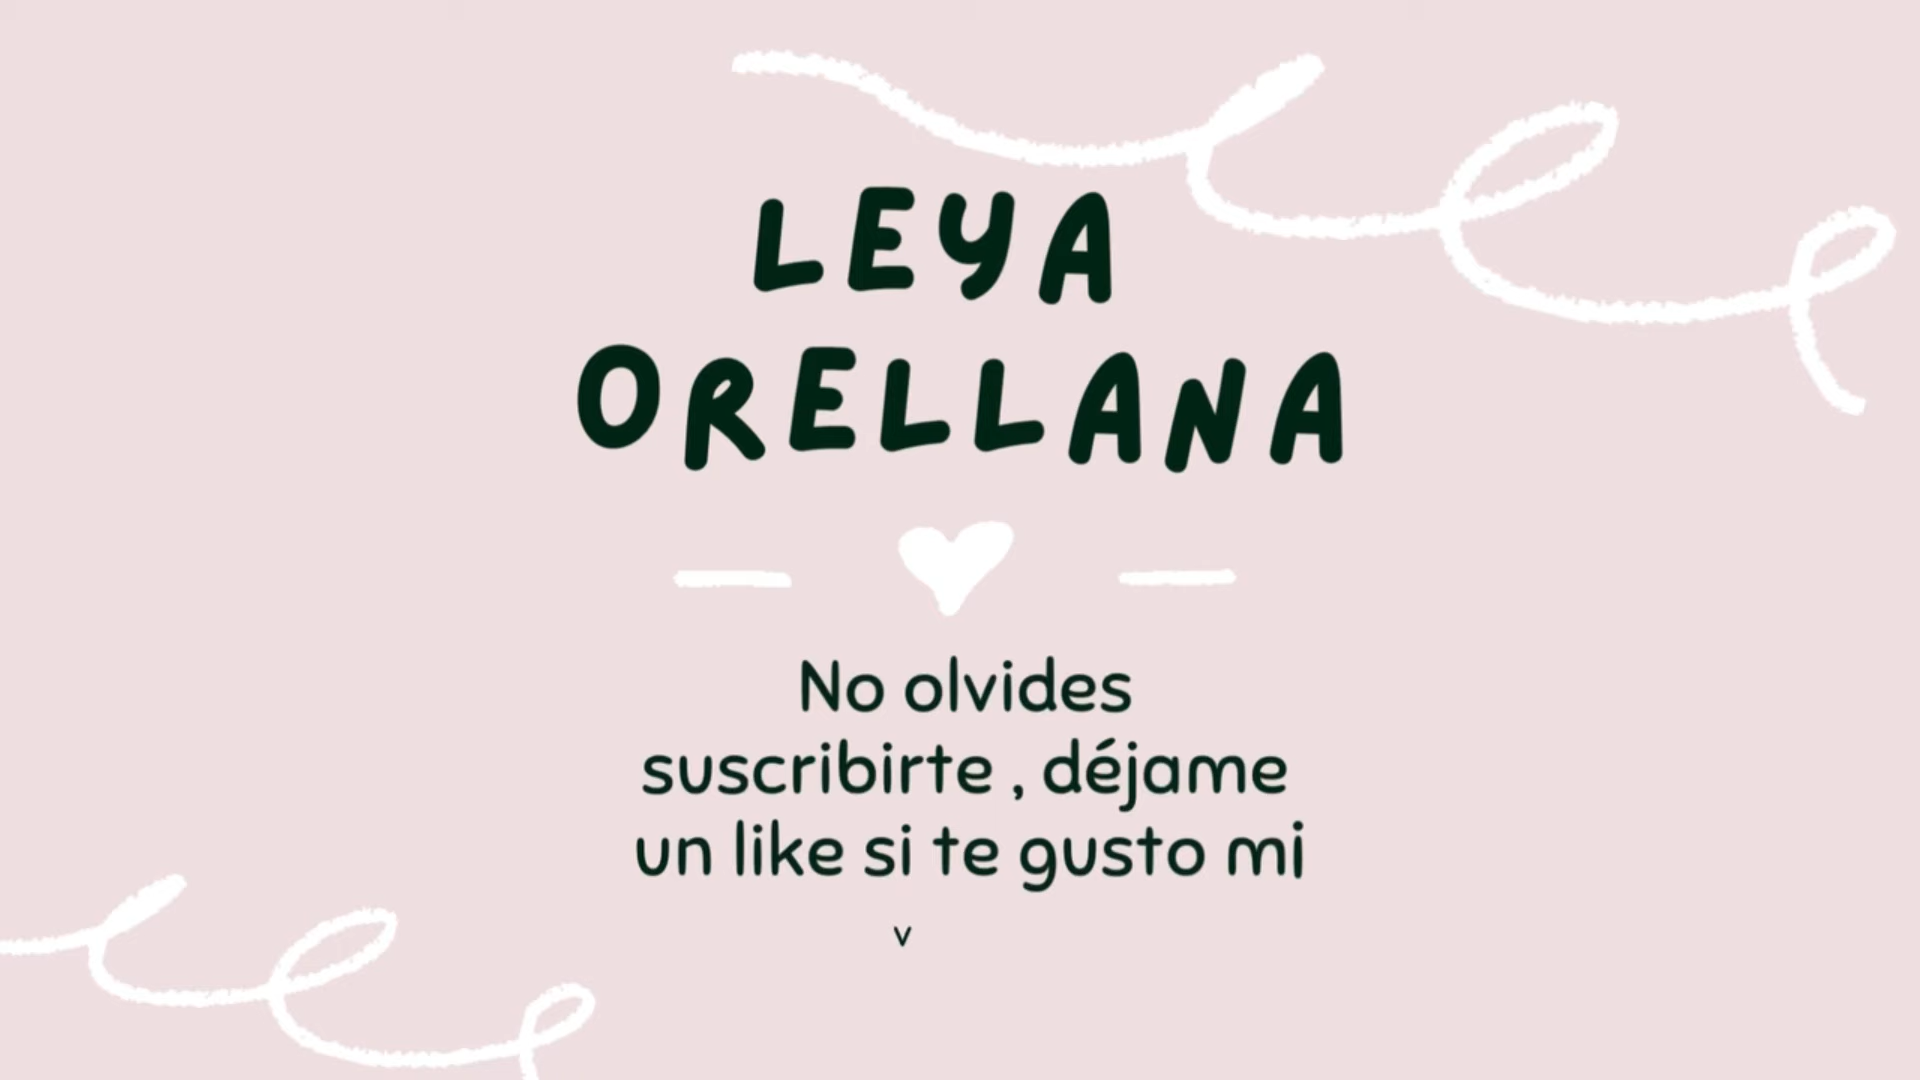 LEYA
ORELLANA
No olvides
suscribirte , déjame
un like si te gusto mi
v